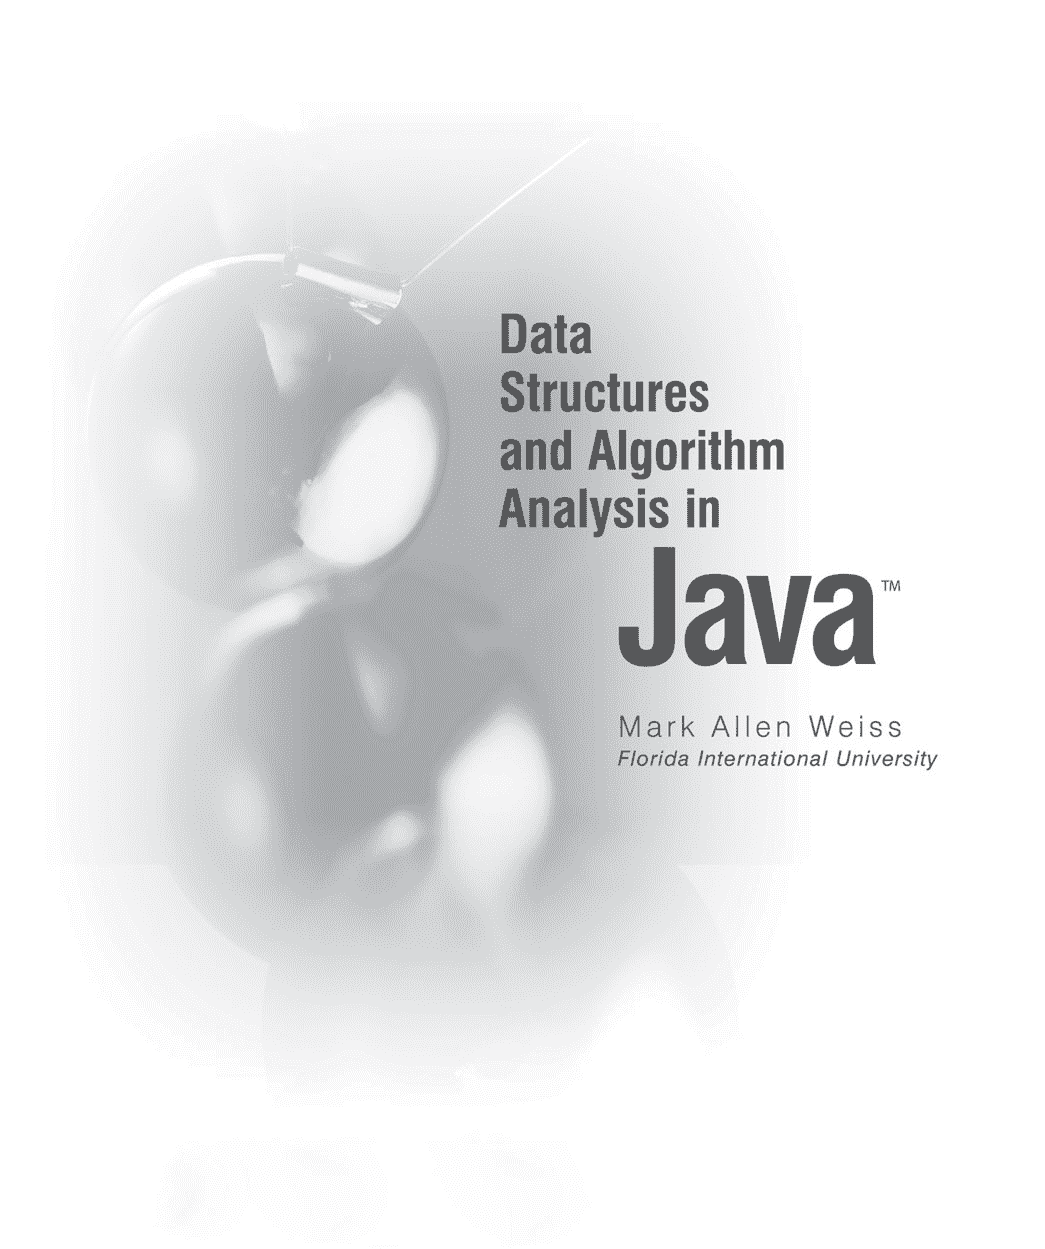 Data
Structures
and Algorithm
Analysis in
Java™
Mark Allen Weiss
Florida International University